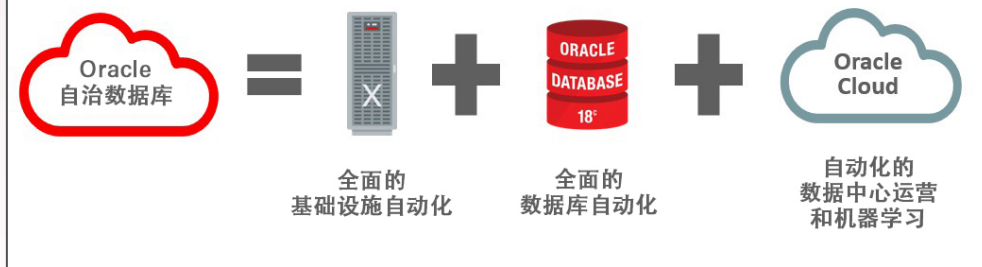 Oracle
自治数据库
X
ORACLE
DATABASE
18c
Oracle
Cloud
全面的
基础设施自动化
全面的
数据库自动化
自动化的
数据中心运营
和机器学习